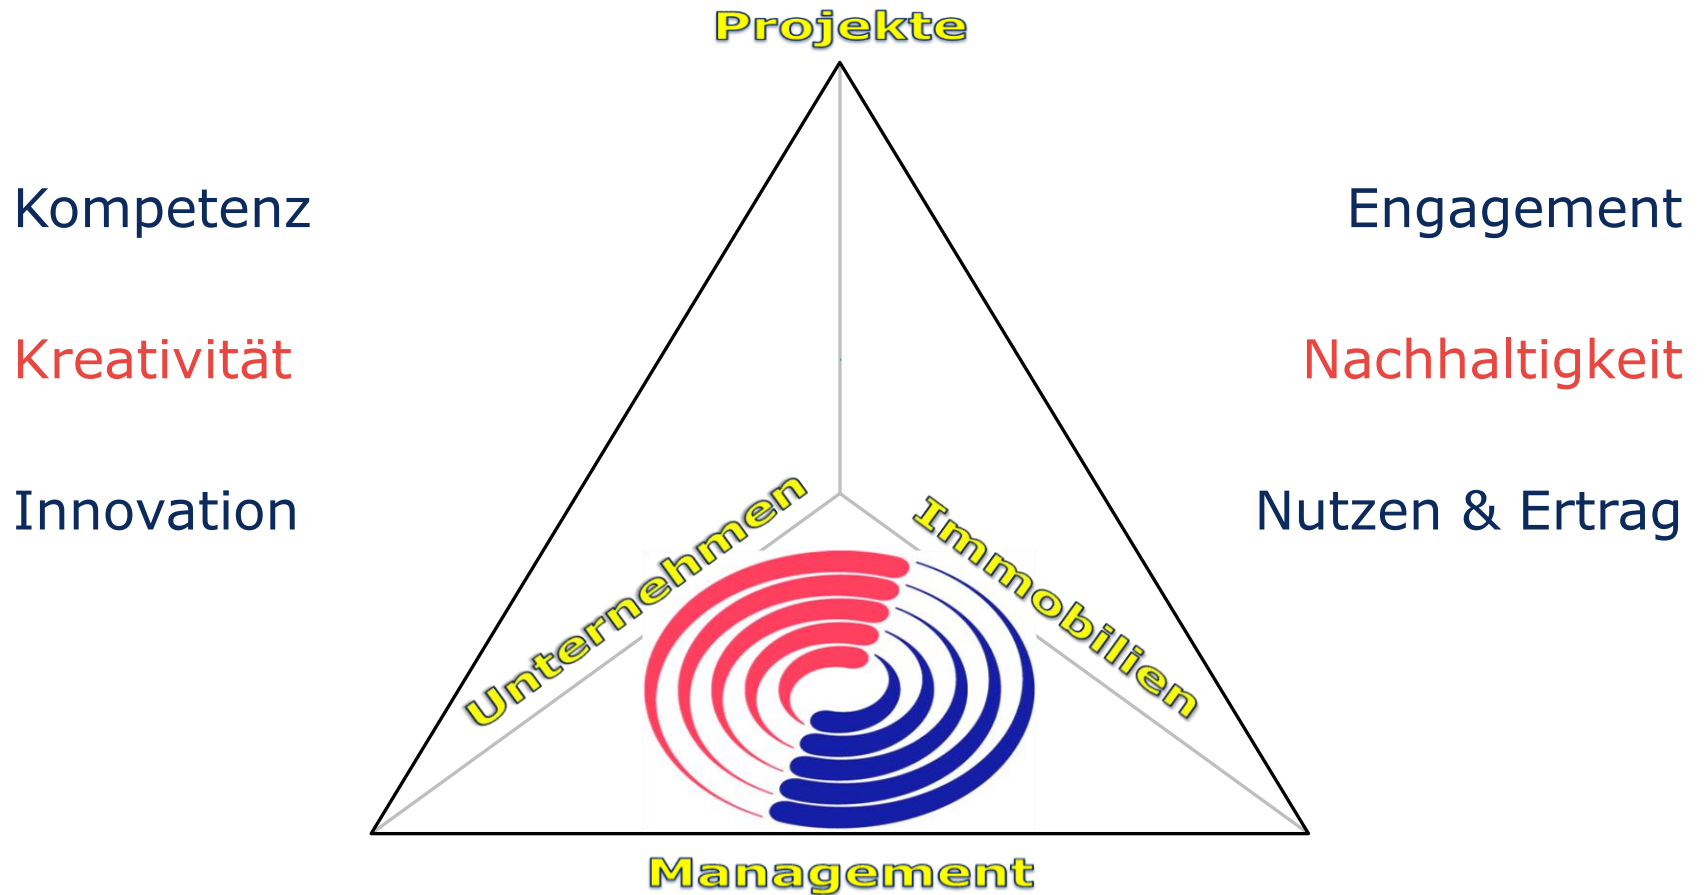 Projekte
Kompetenz
Engagement
Kreativität
Nachhaltigkeit
Innovation
Nutzen & Ertrag
Unternehmen
Immobilien
Management